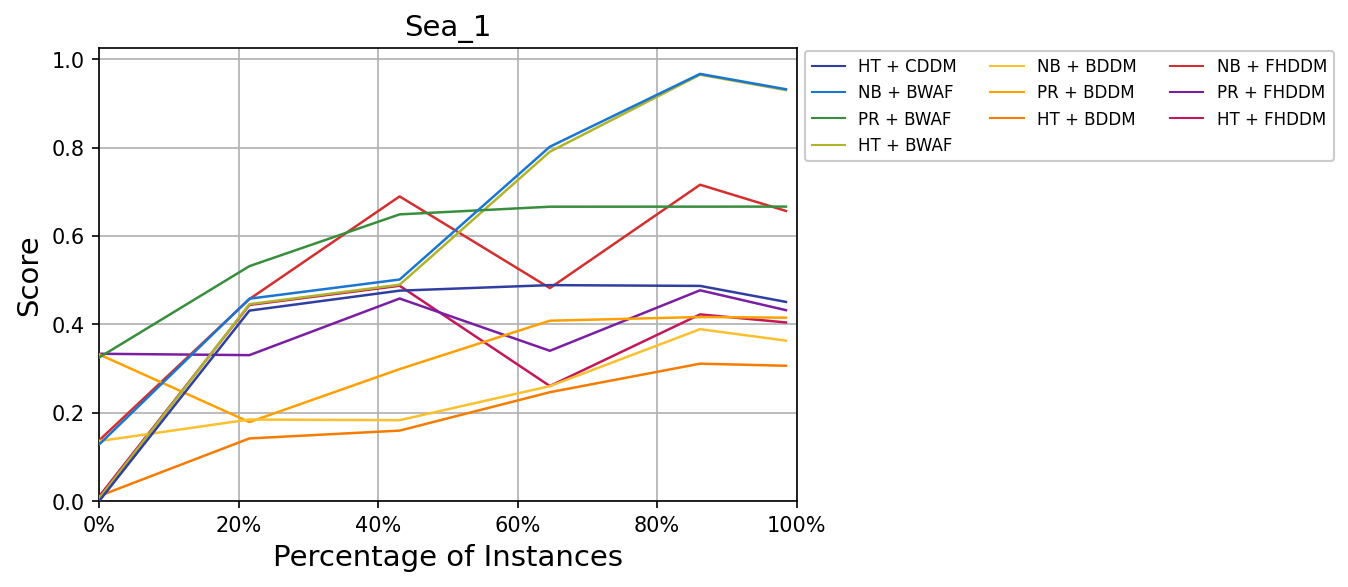 Sea_1
1.0
0.8
0.6
0.4
0.2
0.0
Score
0% 20% 40% 60% 80% 100%
Percentage of Instances
HT + CDDM
NB + BWAF
PR + BWAF
HT + BWAF
NB + BDDM
PR + BDDM
HT + BDDM
NB + FHDDM
PR + FHDDM
HT + FHDDM